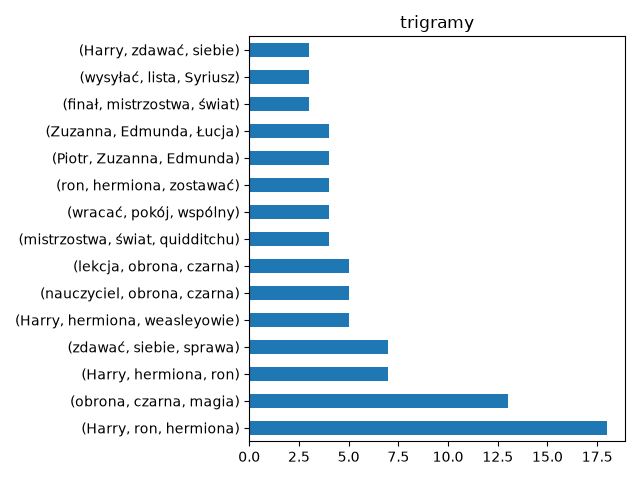 trigramy
(Harry, zdawać, siebie)
(wysyłać, lista, Syriusz)
(finał, mistrzostwa, świat)
(Zuzanna, Edmunda, Łucja)
(Piotr, Zuzanna, Edmunda)
(ron, hermiona, zostawać)
(wracać, pokój, wspólny)
(mistrzostwa, świat, quidditchu)
(lekcja, obrona, czarna)
(nauczyciel, obrona, czarna)
(Harry, hermiona, weasleyowie)
(zdawać, siebie, sprawa)
(Harry, hermiona, ron)
(obrona, czarna, magia)
(Harry, ron, hermiona)
0.0 2.5 5.0 7.5 10.0 12.5 15.0 17.5